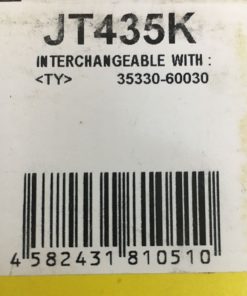 JT435K
INTERCHANGEABLE WITH :
<TY> 35330-60030
4 582431 810510